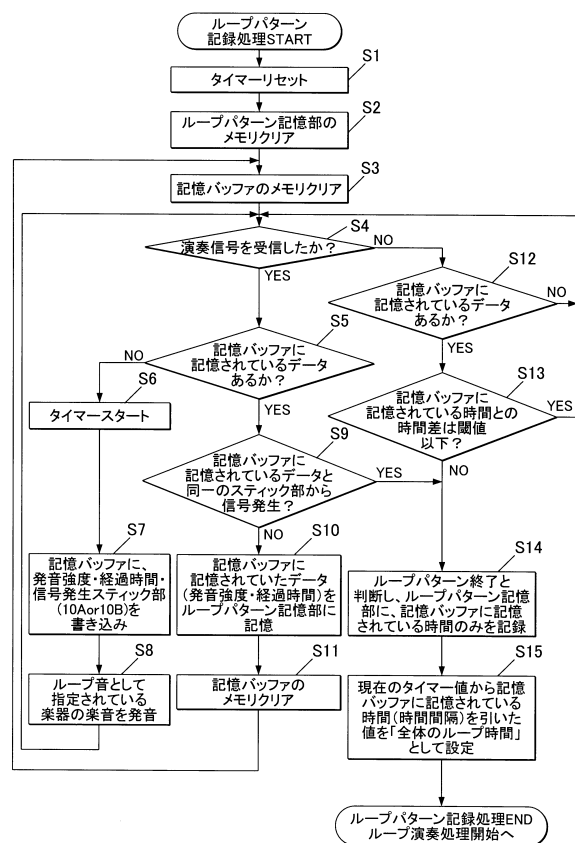 ループパターン
記録処理START
S1
タイマーリセット
S2
ループパターン記憶部の
メモリクリア
S3
記憶バッファのメモリクリア
S4
演奏信号を受信したか？
NO
YES
S12
記憶バッファに
記憶されているデータ
あるか？
NO
YES
S5
記憶バッファに
記憶されているデータ
あるか？
NO
YES
S6
タイマースタート
S13
記憶バッファに
記憶されている時間との
時間差は閾値
以下？
YES
NO
S9
記憶バッファに
記憶されているデータと
同一のスティック部から
信号発生？
YES
NO
S7
記憶バッファに、
発音強度・経過時間・
信号発生スティック部
(10Aor10B)を
書き込み
S10
記憶バッファに
記憶されていたデータ
(発音強度・経過時間)を
ループパターン記憶部に
記憶
S14
ループパターン終了と
判断し、ループパターン記憶
部に、記憶バッファに記憶
されている時間のみを記録
S8
ループ音として
指定されている
楽器の楽音を発音
S11
記憶バッファの
メモリクリア
S15
現在のタイマー値から記憶
バッファに記憶されている
時間(時間間隔)を引いた
値を「全体のループ時間」
として設定
ループパターン記録処理END
ループ演奏処理開始へ